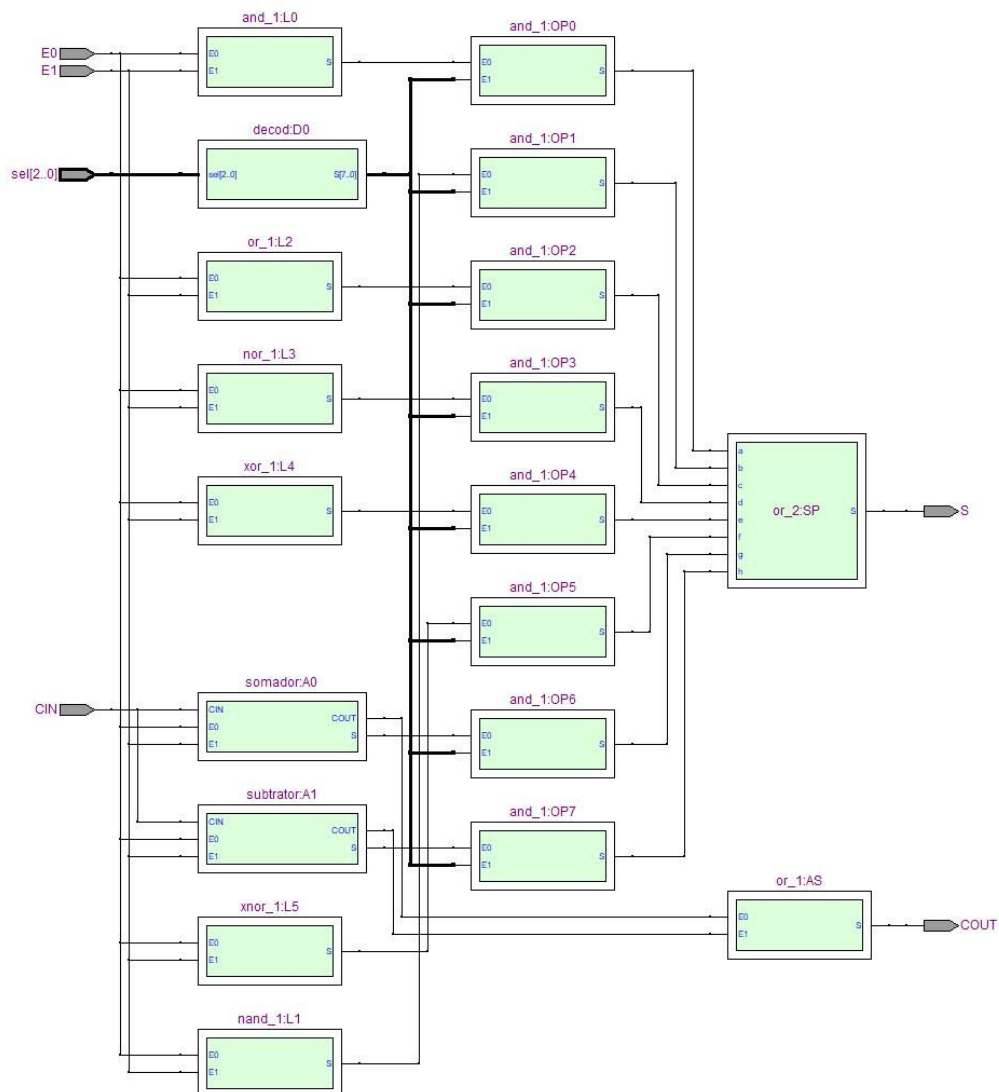 and_1:L0
E0
E1
E0
E1
S
and_1:OP0
E0
E1
S
decod:D0
sel[2..0]
sel[2..0]
S[7..0]
and_1:OP1
E0
E1
S
or_1:L2
E0
E1
S
and_1:OP2
E0
E1
S
nor_1:L3
E0
E1
S
and_1:OP3
E0
E1
S
xor_1:L4
E0
E1
S
and_1:OP4
E0
E1
S
a
b
c
d
e
f
g
h
or_2:SP
S
S
and_1:OP5
E0
E1
S
somador:A0
CIN
CIN
E0
E1
COUT
S
and_1:OP6
E0
E1
S
subtrator:A1
CIN
E0
E1
COUT
S
and_1:OP7
E0
E1
S
or_1:AS
E0
E1
S
COUT
xnor_1:L5
E0
E1
S
nand_1:L1
E0
E1
S